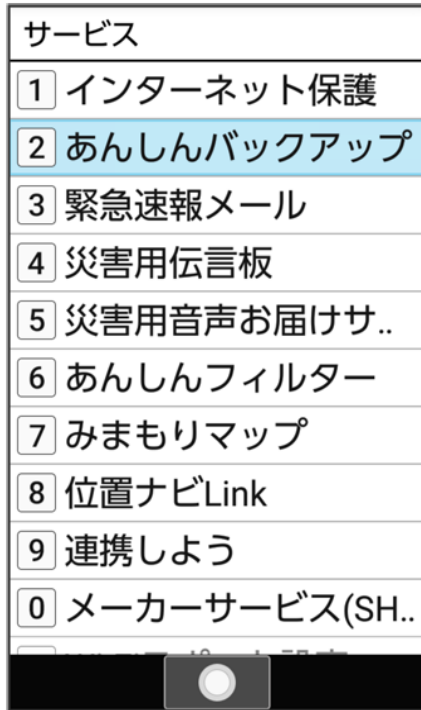 サービス
1 インターネット保護
2 あんしんバックアップ
3 緊急速報メール
4 災害用伝言板
5 災害用音声お届けサ..
6 あんしんフィルター
7 みまもりマップ
8 位置ナビLink
9 連携しよう
0 メーカーサービス(SH..